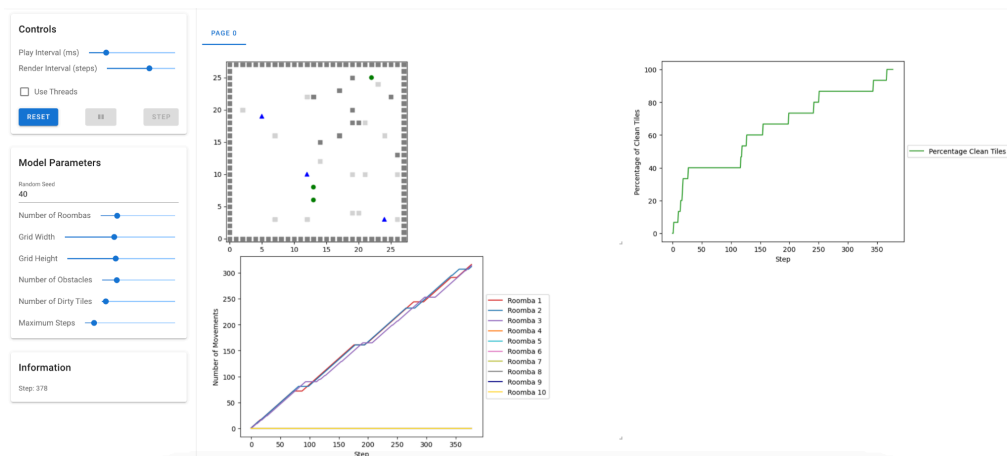 Controls
Play Interval (ms)
Render Interval (steps)
Use Threads
RESET
STEP
Model Parameters
Random Seed
40
Number of Roombas
Grid Width
Grid Height
Number of Obstacles
Number of Dirty Tiles
Maximum Steps
Information
Step: 378
PAGE 0
25
20
15
10
5
0
0 5 10 15 20 25
100
80
60
40
20
0
0 50 100 150 200 250 300 350
Step
Percentage of Clean Tiles
Percentage Clean Tiles
300
250
200
150
100
50
0
0 50 100 150 200 250 300 350
Step
Number of Movements
Roomba 1
Roomba 2
Roomba 3
Roomba 4
Roomba 5
Roomba 6
Roomba 7
Roomba 8
Roomba 9
Roomba 10